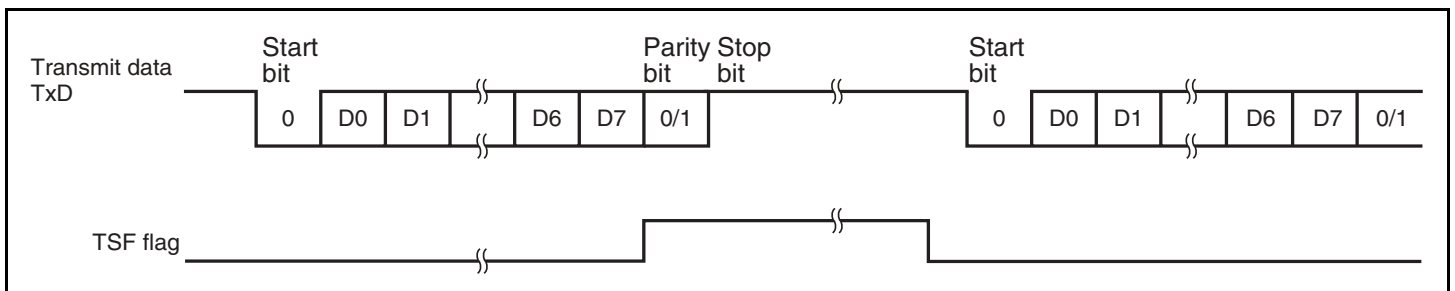 Start
bit
Parity Stop
bit bit
Start
bit
Transmit data
TxD
0 D0 D1 D6 D7 0/1 0 D0 D1 D6 D7 0/1
TSF flag